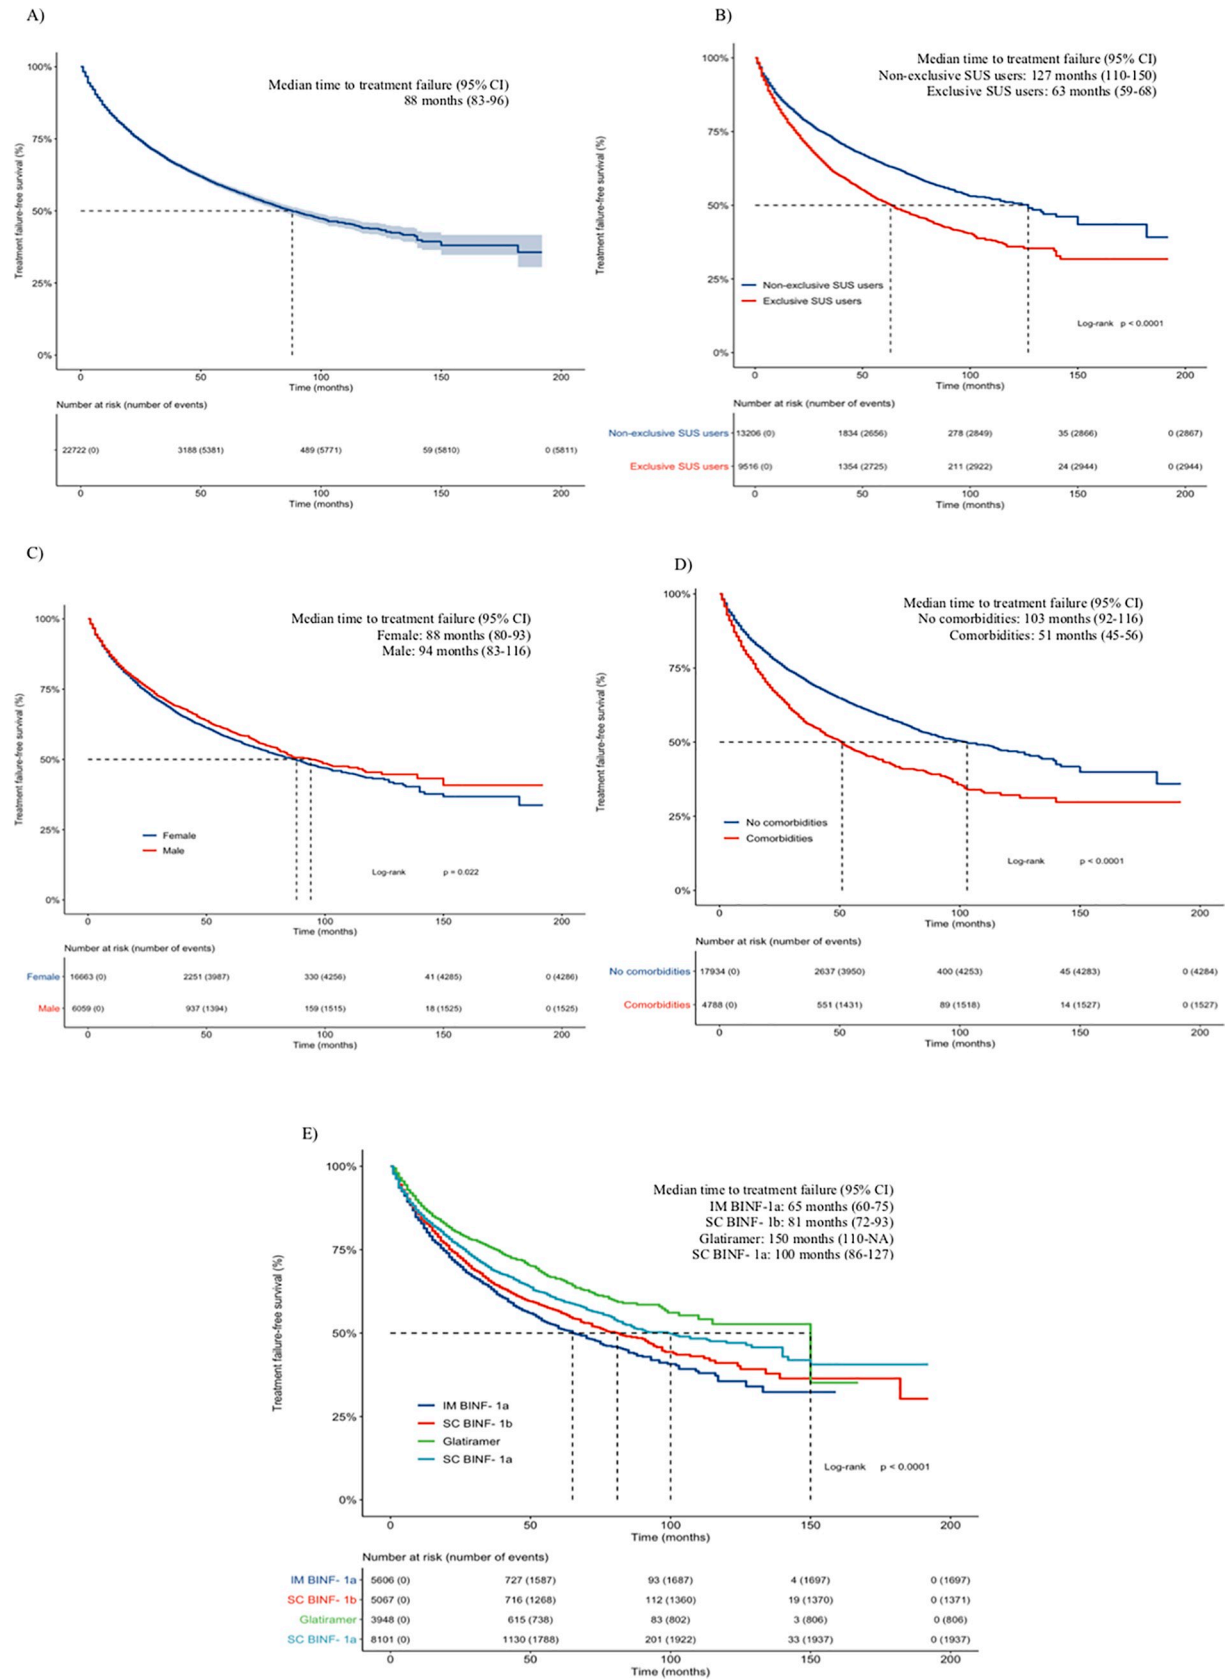 A)
Median time to treatment failure (95% CI)
88 months (83-96)
Treatment failure-free survival (%)
100%
75%
50%
25%
0%
0 50 100 150 200
Time (months)
Number at risk (number of events)
22722 (0) 3188 (5381) 489 (5771) 59 (5810) 0 (5811)
0 50 100 150 200
Time (months)
B)
Median time to treatment failure (95% CI)
Non-exclusive SUS users: 127 months (110-150)
Exclusive SUS users: 63 months (59-68)
Treatment failure-free survival (%)
100%
75%
50%
25%
0%
Non-exclusive SUS users
Exclusive SUS users
Log-rank p < 0.0001
0 50 100 150 200
Time (months)
Number at risk (number of events)
Non-exclusive SUS users 13206 (0) 1834 (2656) 278 (2849) 35 (2866) 0 (2867)
Exclusive SUS users 9516 (0) 1354 (2725) 211 (2922) 24 (2944) 0 (2944)
0 50 100 150 200
Time (months)
C)
Median time to treatment failure (95% CI)
Female: 88 months (80-93)
Male: 94 months (83-116)
Treatment failure-free survival (%)
100%
75%
50%
25%
0%
Female
Male
Log-rank p = 0.022
0 50 100 150 200
Time (months)
Number at risk (number of events)
Female 16663 (0) 2251 (3987) 330 (4256) 41 (4285) 0 (4286)
Male 6059 (0) 937 (1394) 159 (1515) 18 (1525) 0 (1525)
0 50 100 150 200
Time (months)
D)
Median time to treatment failure (95% CI)
No comorbidities: 103 months (92-116)
Comorbidities: 51 months (45-56)
Treatment failure-free survival (%)
100%
75%
50%
25%
0%
No comorbidities
Comorbidities
Log-rank p < 0.0001
0 50 100 150 200
Time (months)
Number at risk (number of events)
No comorbidities 17934 (0) 2637 (3950) 400 (4253) 45 (4283) 0 (4284)
Comorbidities 4788 (0) 551 (1431) 89 (1518) 14 (1527) 0 (1527)
0 50 100 150 200
Time (months)
E)
Median time to treatment failure (95% CI)
IM BINF-1a: 65 months (60-75)
SC BINF- 1b: 81 months (72-93)
Glatiramer: 150 months (110-NA)
SC BINF- 1a: 100 months (86-127)
Treatment failure-free survival (%)
100%
75%
50%
25%
0%
IM BINF- 1a
SC BINF- 1b
Glatiramer
SC BINF- 1a
Log-rank p < 0.0001
0 50 100 150 200
Time (months)
Number at risk (number of events)
IM BINF- 1a 5606 (0) 727 (1587) 93 (1687) 4 (1697) 0 (1697)
SC BINF- 1b 5067 (0) 716 (1268) 112 (1360) 19 (1370) 0 (1371)
Glatiramer 3948 (0) 615 (738) 83 (802) 3 (806) 0 (806)
SC BINF- 1a 8101 (0) 1130 (1788) 201 (1922) 33 (1937) 0 (1937)
0 50 100 150 200
Time (months)